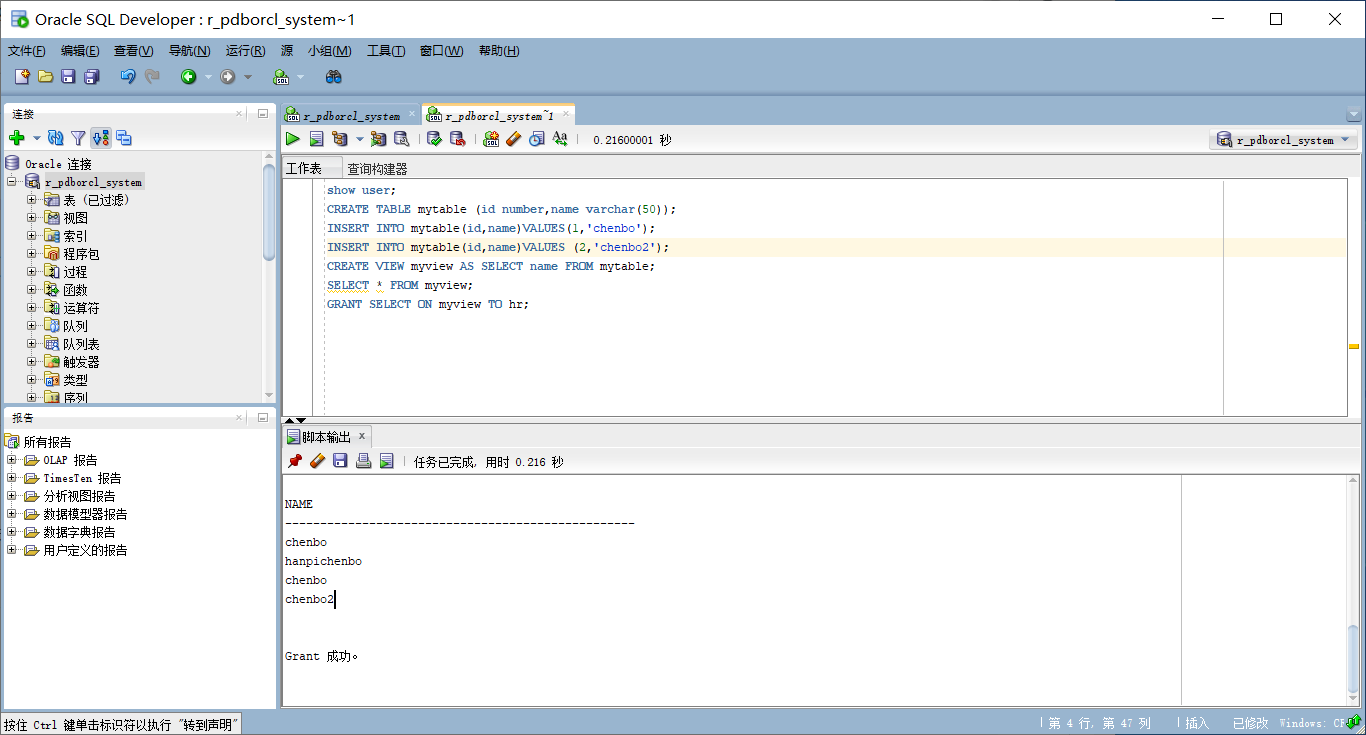 Oracle SQL Developer : r_pdborcl_system~1
文件(F) 编辑(E) 查看(V) 导航(N) 运行(R) 源 小组(M) 工具(T) 窗口(W) 帮助(H)
连接
Oracle 连接
r_pdborcl_system
表 (已过滤)
视图
索引
程序包
过程
函数
运算符
队列
队列表
触发器
类型
序列
报告
所有报告
OLAP 报告
TimesTen 报告
分析视图报告
数据模型器报告
数据字典报告
用户定义的报告
r_pdborcl_system r_pdborcl_system~1
0.21600001 秒 r_pdborcl_system
工作表 查询构建器
show user;
CREATE TABLE mytable (id number,name varchar(50));
INSERT INTO mytable(id,name)VALUES(1,'chenbo');
INSERT INTO mytable(id,name)VALUES (2,'chenbo2');
CREATE VIEW myview AS SELECT name FROM mytable;
SELECT * FROM myview;
GRANT SELECT ON myview TO hr;
脚本输出
任务已完成, 用时 0.216 秒
NAME
--------------------------------------------------
chenbo
hanpichenbo
chenbo
chenbo2
Grant 成功。
按住 Ctrl 键单击标识符以执行 "转到声明"
第 4 行, 第 47 列 插入 已修改 Windows: CR